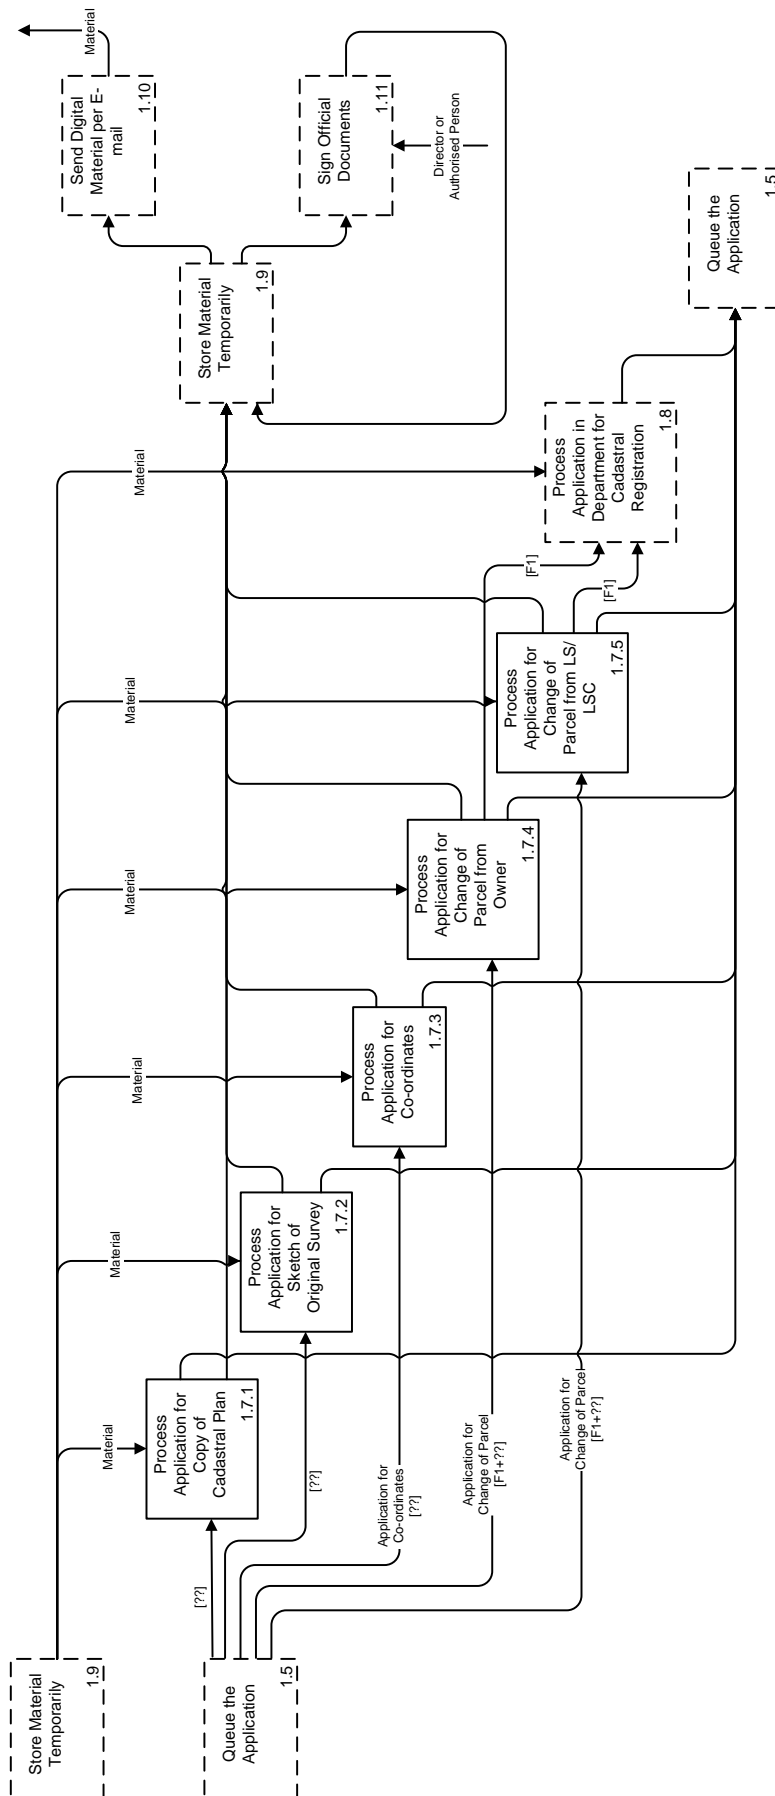 Store Material
Temporarily
1.9
Queue the
Application
1.5
Material
Process
Application for
Copy of
Cadastral Plan
1.7.1
[??]
Material
Process
Application for
Sketch of
Original Survey
1.7.2
[??]
Material
Process
Application for
Co-ordinates
1.7.3
Application for
Co-ordinates
[??]
Material
Process
Application for
Change of
Parcel from
Owner
1.7.4
Application for
Change of Parcel
[F1+??]
Material
Process
Application for
Change of
Parcel from LS/
LSC
1.7.5
Application for
Change of Parcel
[F1+??]
Material
[F1]
[F1]
Process
Application in
Department for
Cadastral
Registration
1.8
Store Material
Temporarily
1.9
Send Digital
Material per E-
mail
1.10
Material
Sign Official
Documents
1.11
Director or
Authorised Person
Queue the
Application
1.5